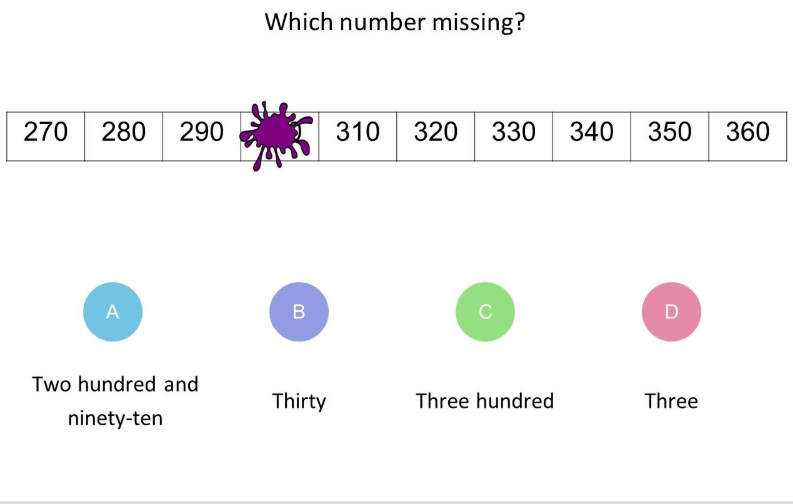 Which number missing?
270 280 290 310 320 330 340 350 360
A B C D
Two hundred and
ninety-ten
Thirty
Three hundred
Three